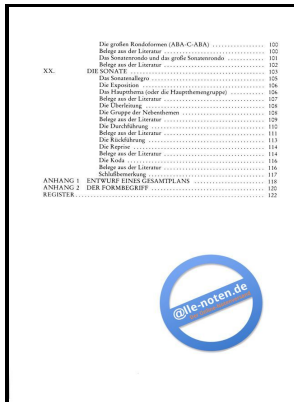 Die großen Rondoformen (ABA-C-ABA) .................. 100
Belege aus der Literatur .................. 100
Das Sonatenrondo und das große Sonatenrondo .................. 101
Belege aus der Literatur .................. 102
XX. DIE SONATE .................. 103
Das Sonatenallegro .................. 105
Die Exposition .................. 106
Das Hauptthema (oder die Hauptthemengruppe) .................. 106
Belege aus der Literatur .................. 107
Die Überleitung .................. 108
Die Gruppe der Nebenthemen .................. 108
Belege aus der Literatur .................. 109
Die Durchführung .................. 110
Belege aus der Literatur .................. 111
Die Rückführung .................. 113
Die Reprise .................. 114
Belege aus der Literatur .................. 114
Die Koda .................. 116
Belege aus der Literatur .................. 116
Schlußbemerkung .................. 117
ANHANG 1 ENTWURF EINES GESAMTPLANS .................. 118
ANHANG 2 DER FORMBEGRIFF .................. 120
REGISTER .................. 122
@lle-noten.de